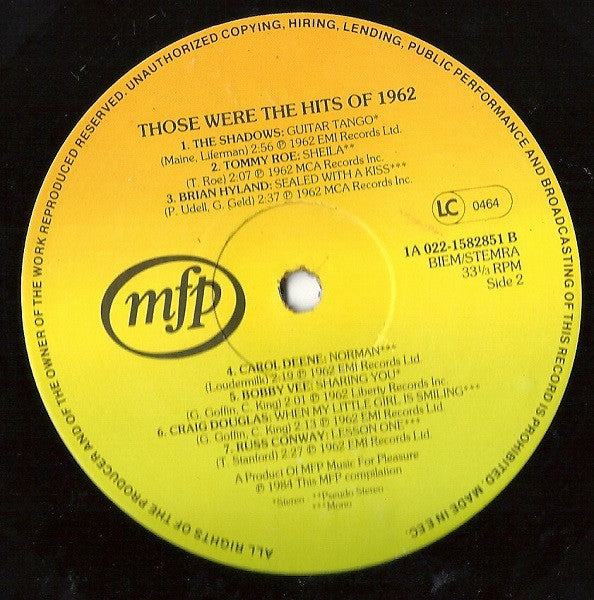 ALL RIGHTS OF THE PRODUCER AND OF THE OWNER OF THE WORK REPRODUCED RESERVED. UNAUTHORIZED COPYING, HIRING, LENDING, PUBLIC PERFORMANCE AND BROADCASTING OF THIS RECORD IS PROHIBITED. MADE IN EEC.
THOSE WERE THE HITS OF 1962
1. THE SHADOWS: GUITAR TANGO*
(Maine, Liferman) 2:56 ℗ 1962 EMI Records Ltd.
2. TOMMY ROE: SHEILA**
(T. Roe) 2:07 ℗ 1962 MCA Records Inc.
3. BRIAN HYLAND: SEALED WITH A KISS***
(P. Udell, G. Geld) 2:37 ℗ 1962 MCA Records Inc.
LC 0464
1A 022-1582851 B
BIEM/STEMRA
33⅓ RPM
Side 2
mfp
4. CAROL DEENE: NORMAN***
(Loudermilk) 2:19 ℗ 1962 EMI Records Ltd.
5. BOBBY VEE: SHARING YOU*
(G. Goffin, C. King) 2:01 ℗ 1962 Liberty Records Inc.
6. CRAIG DOUGLAS: WHEN MY LITTLE GIRL IS SMILING***
(G. Goffin, C. King) 2:13 ℗ 1962 EMI Records Ltd.
7. RUSS CONWAY: LESSON ONE***
(T. Stanford) 2:27 ℗ 1962 EMI Records Ltd.
A Product Of MFP Music For Pleasure
℗ 1984 This MFP compilation
*Stereo **Pseudo Stereo
***Mono